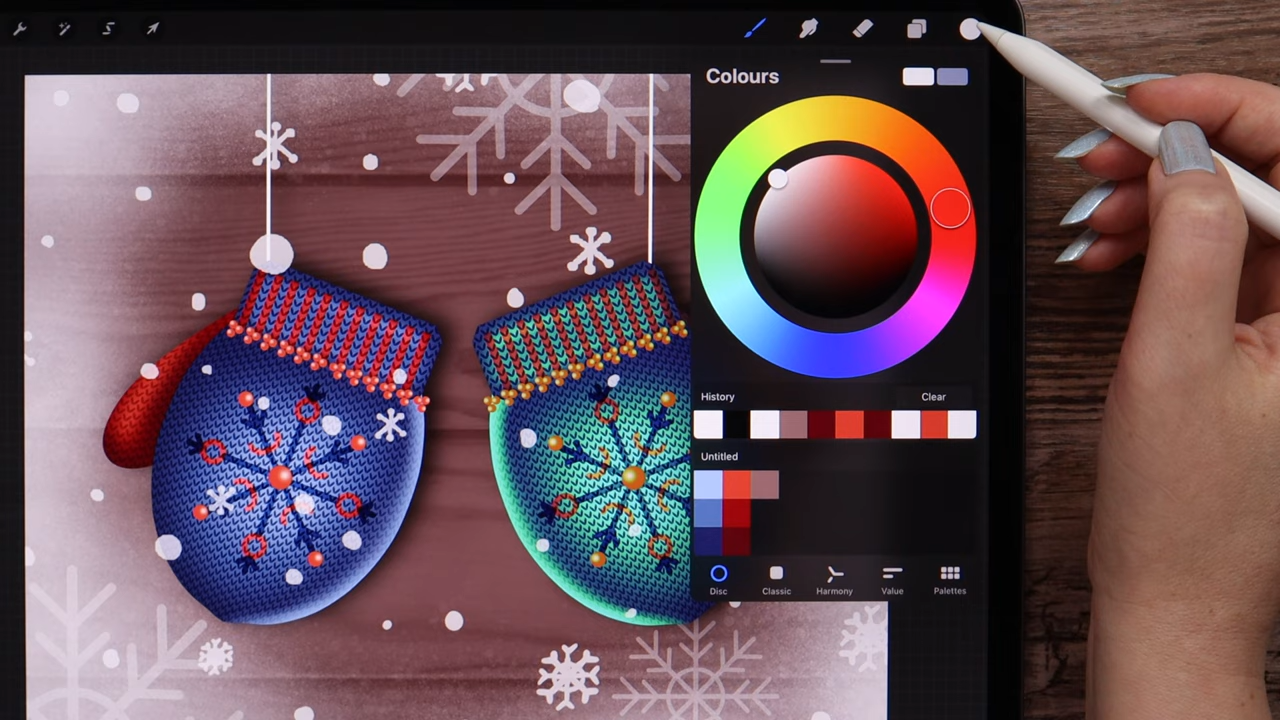 Colours
History
Clear
Untitled
Disc
Classic
Harmony
Value
Palettes